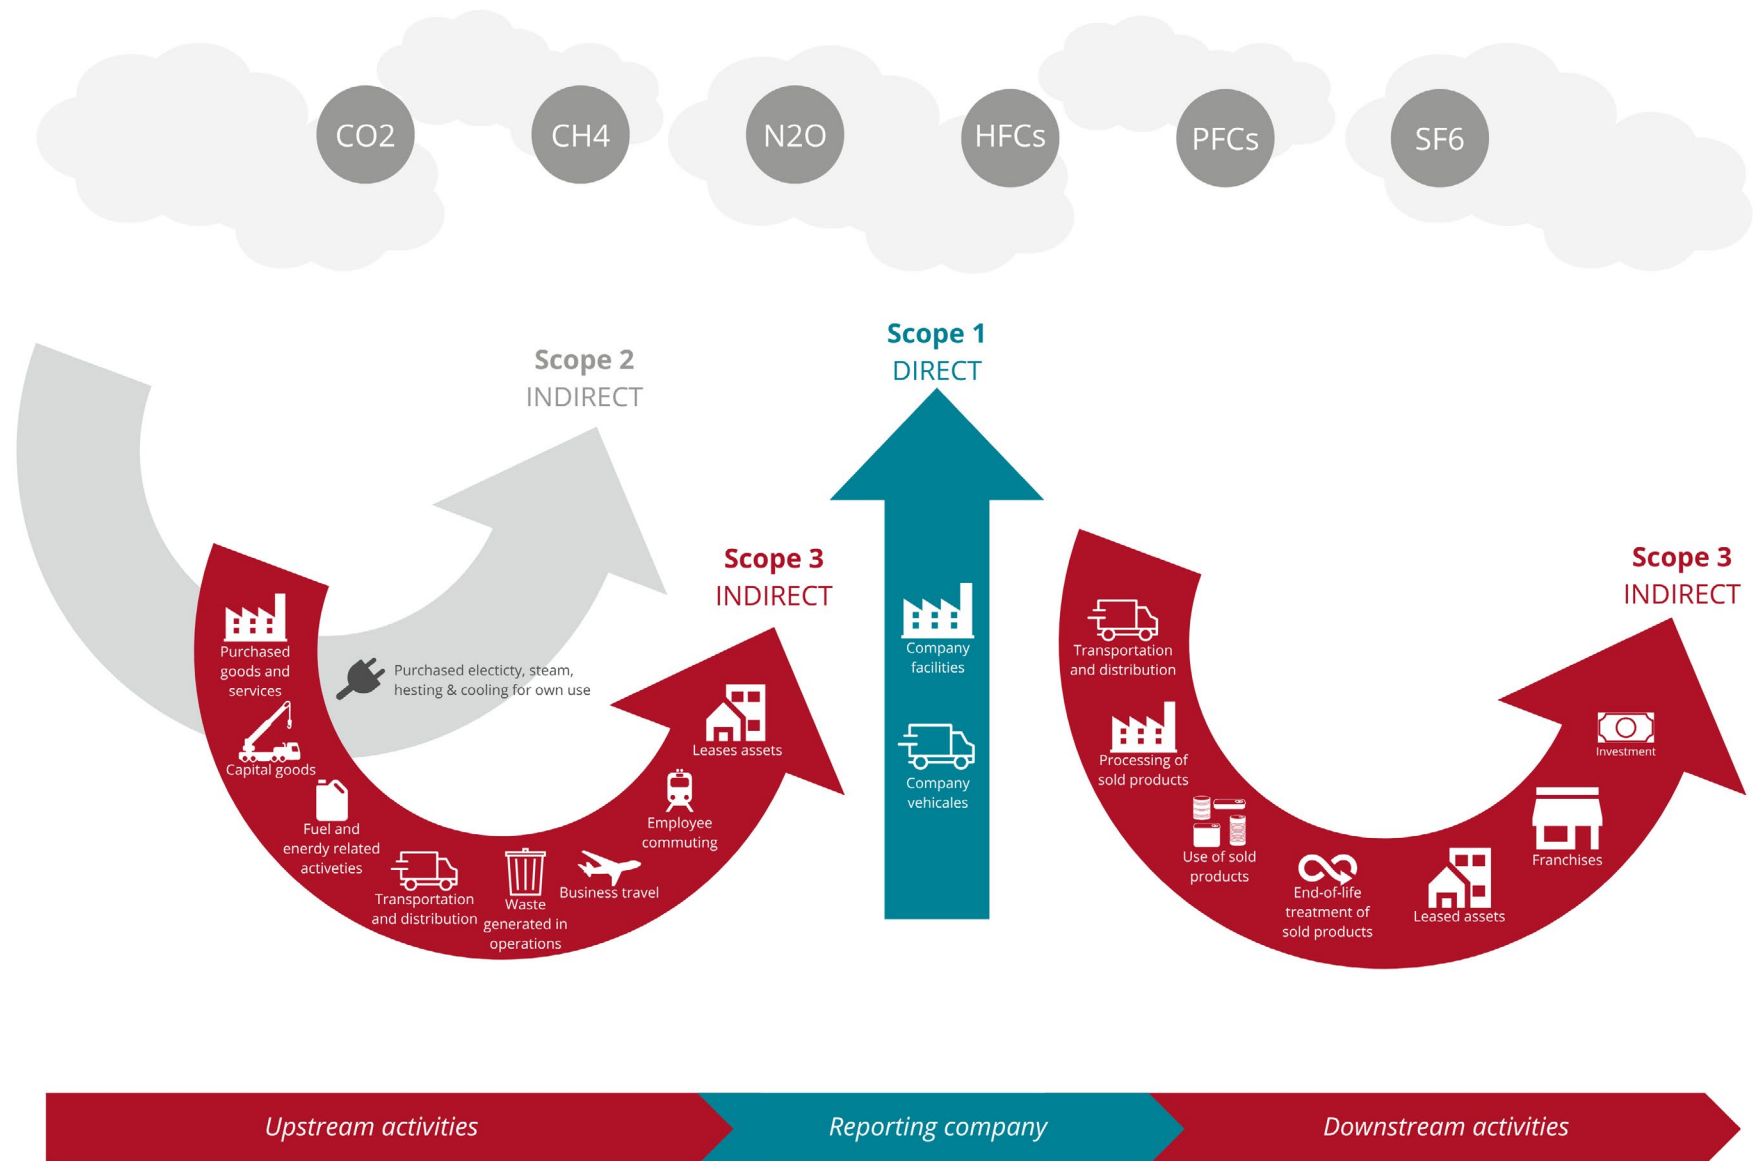 CO2
CH4
N2O
HFCs
PFCs
SF6
Scope 2
INDIRECT
Purchased electicty, steam,
hesting & cooling for own use
Scope 3
INDIRECT
Purchased
goods and
services
Capital goods
Fuel and
enerdy related
activeties
Transportation
and distribution
Waste
generated in
operations
Business travel
Employee
commuting
Leases assets
Scope 1
DIRECT
Company
facilities
Company
vehicales
Scope 3
INDIRECT
Transportation
and distribution
Processing of
sold products
Use of sold
products
End-of-life
treatment of
sold products
Leased assets
Franchises
Investment
Upstream activities
Reporting company
Downstream activities